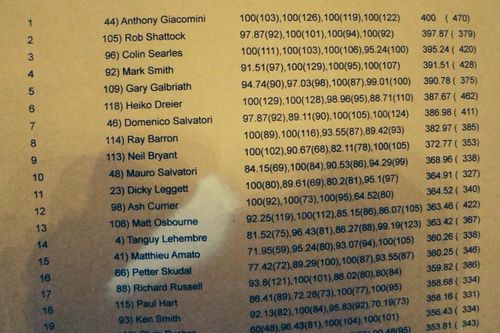 1 44) Anthony Giacomini 100(103),100(126),100(119),100(122) 400 ( 470)
2 105) Rob Shattock 97.87(92),100(101),100(94),100(92) 397.87 ( 379)
3 96) Colin Searles 100(111),100(103),100(106),95.24(100) 395.24 ( 420)
4 92) Mark Smith 91.51(97),100(129),100(95),100(107) 391.51 ( 428)
5 109) Gary Galbraith 94.74(90),97.03(98),100(87),99.01(100) 390.78 ( 375)
6 118) Heiko Dreier 100(129),100(128),98.96(95),88.71(110) 387.67 ( 462)
7 46) Domenico Salvatori 97.87(92),89.11(90),100(105),100(124) 386.98 ( 411)
8 114) Ray Barron 100(89),100(116),93.55(87),89.42(93) 382.97 ( 385)
9 113) Neil Bryant 100(102),90.67(68),82.11(78),100(105) 372.77 ( 353)
10 48) Mauro Salvatori 84.15(69),100(84),90.53(86),94.29(99) 368.96 ( 338)
11 23) Dicky Leggett 100(80),89.61(69),80.2(81),95.1(97) 364.91 ( 327)
12 98) Ash Currier 100(92),100(73),100(95),64.52(80) 364.52 ( 340)
13 106) Matt Osbourne 92.25(119),100(112),85.15(86),86.07(105) 363.46 ( 422)
14 4) Tanguy Lehembre 81.52(75),96.43(81),86.27(88),99.19(123) 363.42 ( 367)
15 41) Matthieu Amato 71.95(59),95.24(80),93.07(94),100(105) 360.26 ( 338)
16 66) Petter Skudal 77.42(72),89.29(100),100(87),93.55(87) 360.25 ( 346)
17 88) Richard Russell 93.8(121),100(101),86.02(80),80(84) 359.82 ( 386)
18 115) Paul Hart 86.41(89),72.28(73),100(77),100(95) 358.68 ( 334)
19 93) Ken Smith 92.13(82),100(84),95.83(92),70.19(73) 358.16 ( 331)
60(48),96.43(81),100(104),100(101) 356.43 ( 334)
353.81 ( 343)